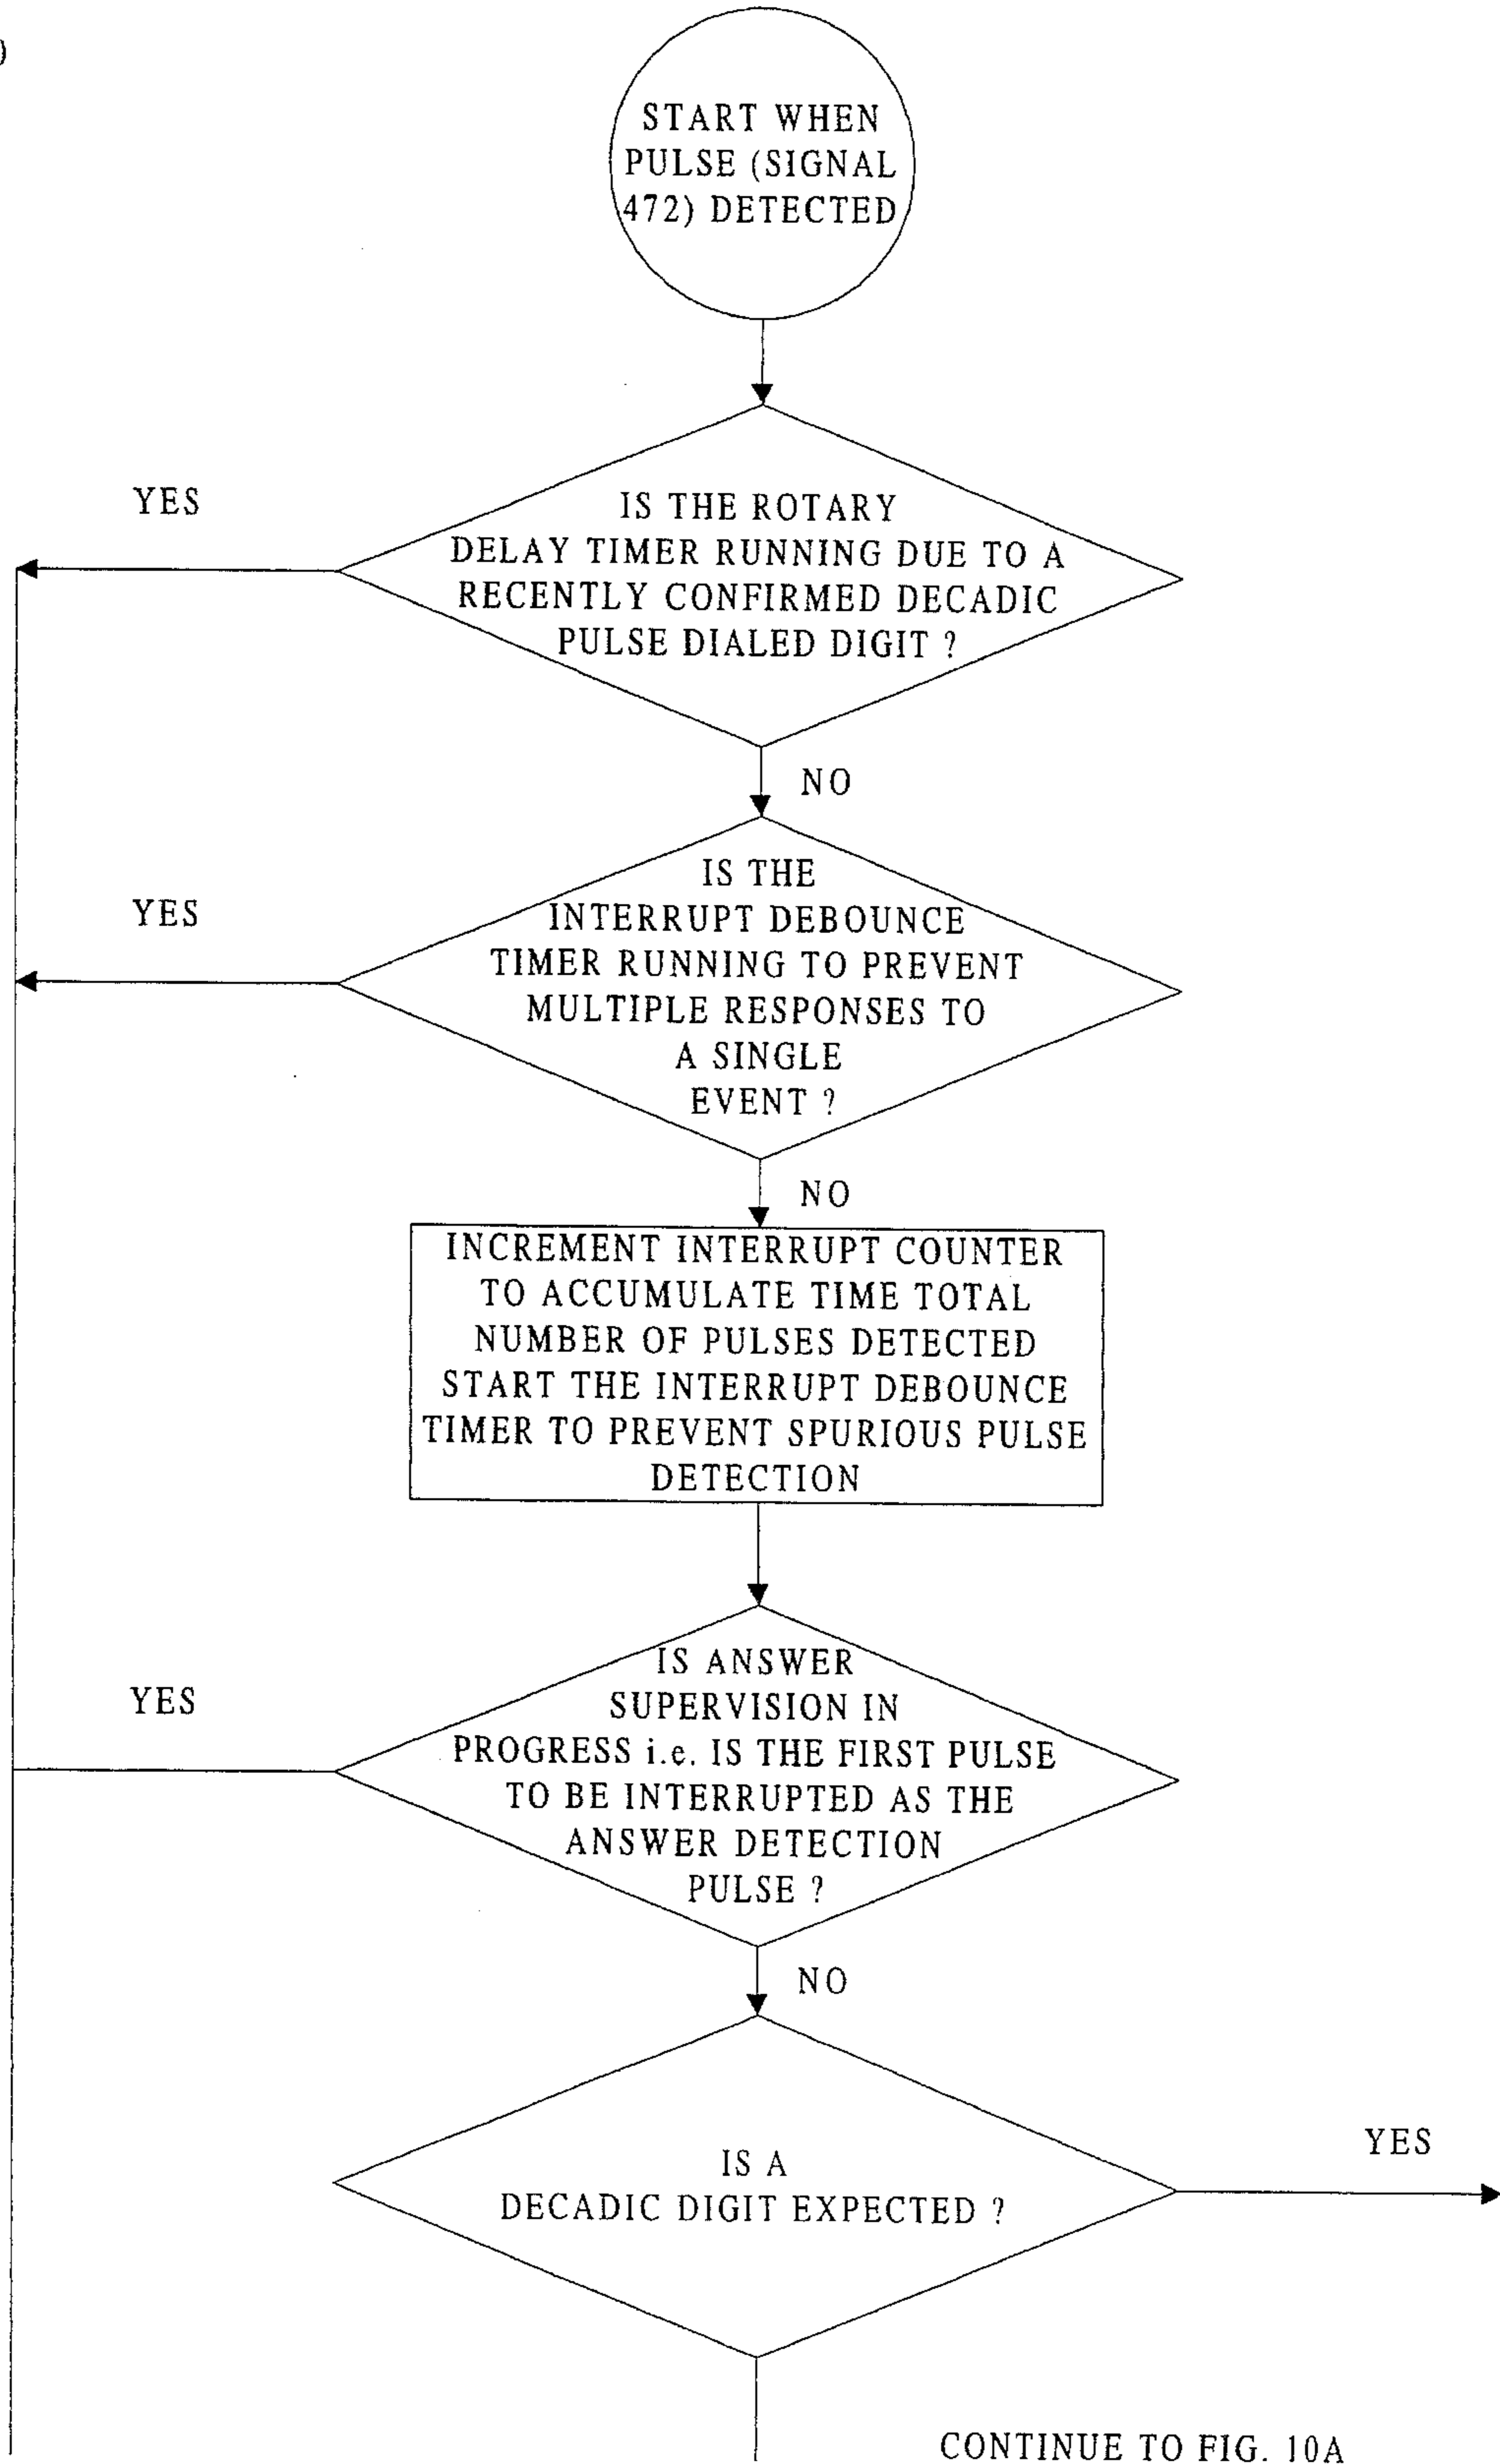 )
START WHEN
PULSE (SIGNAL
472) DETECTED
YES
IS THE ROTARY
DELAY TIMER RUNNING DUE TO A
RECENTLY CONFIRMED DECADIC
PULSE DIALED DIGIT ?
NO
YES
IS THE
INTERRUPT DEBOUNCE
TIMER RUNNING TO PREVENT
MULTIPLE RESPONSES TO
A SINGLE
EVENT ?
NO
INCREMENT INTERRUPT COUNTER
TO ACCUMULATE TIME TOTAL
NUMBER OF PULSES DETECTED
START THE INTERRUPT DEBOUNCE
TIMER TO PREVENT SPURIOUS PULSE
DETECTION
YES
IS ANSWER
SUPERVISION IN
PROGRESS i.e. IS THE FIRST PULSE
TO BE INTERRUPTED AS THE
ANSWER DETECTION
PULSE ?
NO
YES
IS A
DECADIC DIGIT EXPECTED ?
CONTINUE TO FIG. 10A